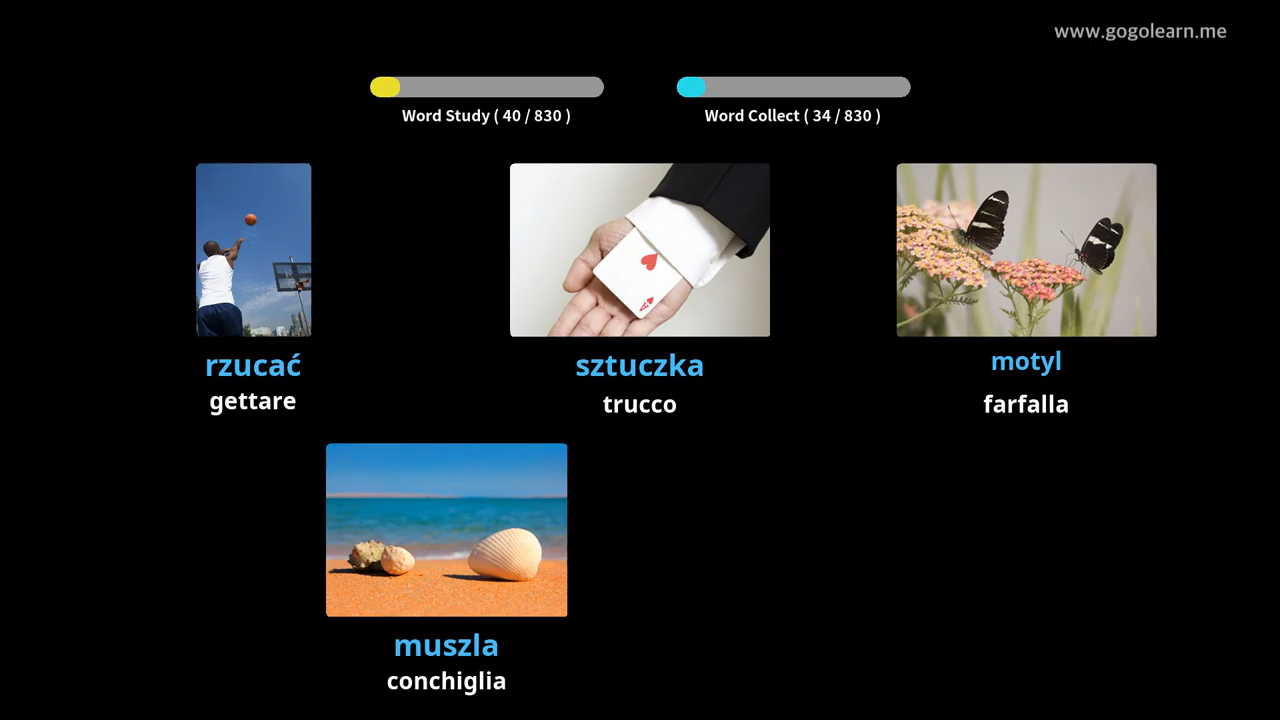 www.gogolearn.me
Word Study ( 40 / 830 )
Word Collect ( 34 / 830 )
rzucać
gettare
sztuczka
trucco
motyl
farfalla
muszla
conchiglia